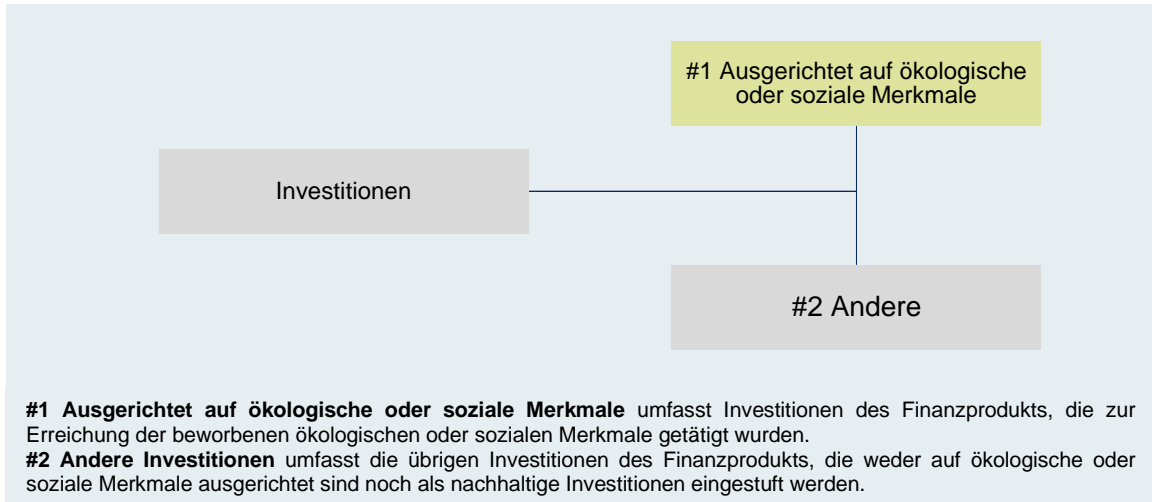 #1 Ausgerichtet auf ökologische
oder soziale Merkmale
Investitionen
#2 Andere
#1 Ausgerichtet auf ökologische oder soziale Merkmale umfasst Investitionen des Finanzprodukts, die zur
Erreichung der beworbenen ökologischen oder sozialen Merkmale getätigt wurden.
#2 Andere Investitionen umfasst die übrigen Investitionen des Finanzprodukts, die weder auf ökologische oder
soziale Merkmale ausgerichtet sind noch als nachhaltige Investitionen eingestuft werden.